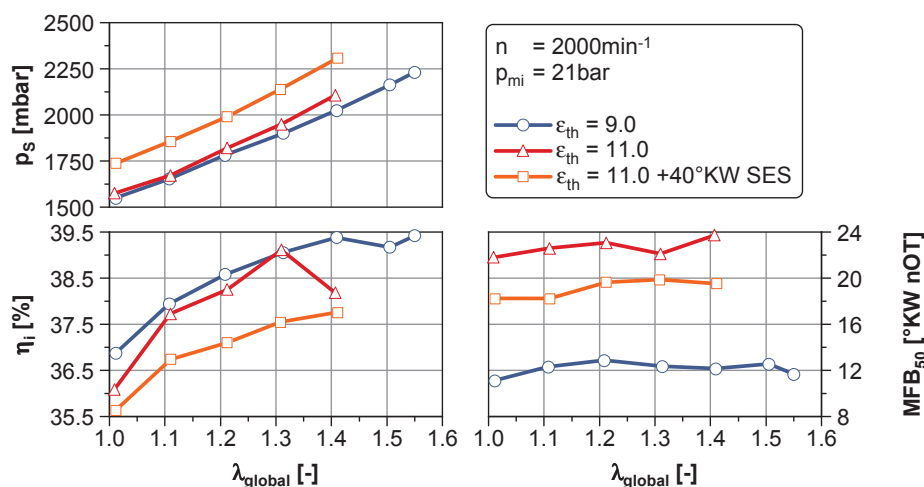 2500
2250
2000
1750
1500
p_S [mbar]
n = 2000min⁻¹
p_mi = 21bar
ε_th = 9.0
ε_th = 11.0
ε_th = 11.0 +40°KW SES
39.5
38.5
37.5
36.5
35.5
η_i [%]
1.0 1.1 1.2 1.3 1.4 1.5 1.6
λ_global [-]
24
20
16
12
8
MFB_50 [°KW nOT]
1.0 1.1 1.2 1.3 1.4 1.5 1.6
λ_global [-]